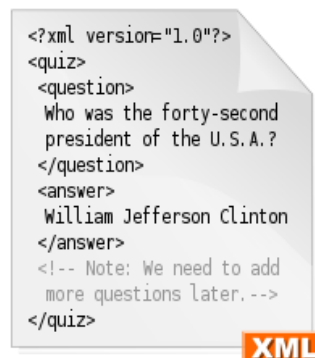 <?xml version="1.0"?>
<quiz>
<question>
Who was the forty-second
president of the U.S.A.?
</question>
<answer>
William Jefferson Clinton
</answer>
<!-- Note: We need to add
more questions later.-->
</quiz>
XML